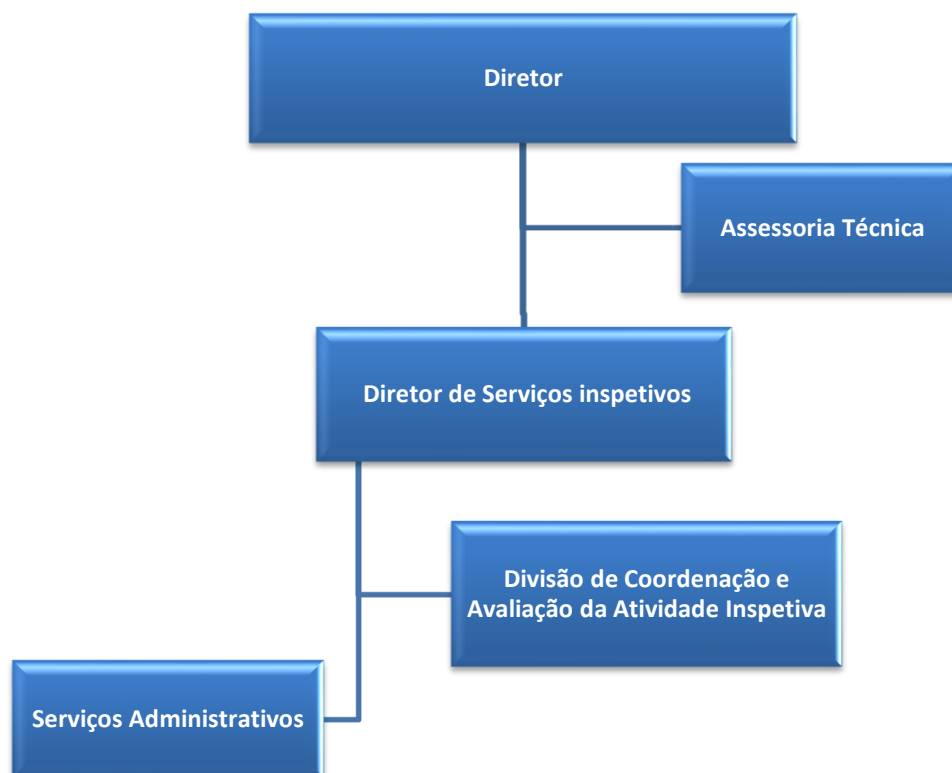 Diretor
Assessoria Técnica
Diretor de Serviços inspetivos
Divisão de Coordenação e
Avaliação da Atividade Inspetiva
Serviços Administrativos